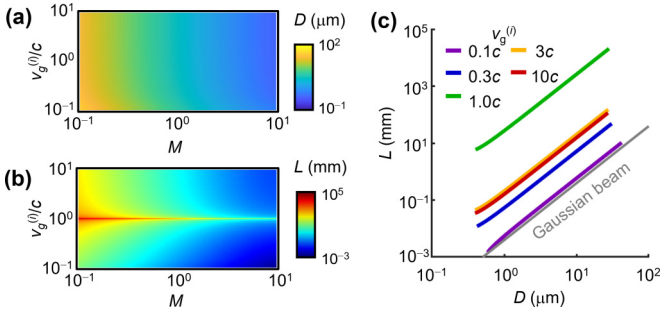 (a)
v_g^(i)/c
10^1
10^0
10^-1
10^-1
10^0
10^1
M
D (μm)
10^2
10^-1
(b)
v_g^(i)/c
10^1
10^0
10^-1
10^-1
10^0
10^1
M
L (mm)
10^5
10^-3
(c)
v_g^(i)
0.1c
3c
0.3c
10c
1.0c
L (mm)
10^5
10^3
10^1
10^-1
10^-3
Gaussian beam
10^-1
10^0
10^1
10^2
D (μm)